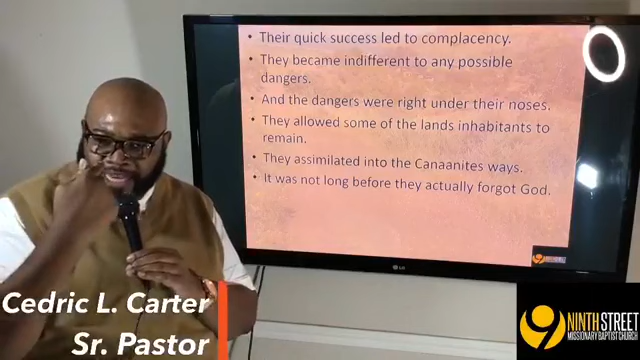 • Their quick success led to complacency.
• They became indifferent to any possible
dangers.
• And the dangers were right under their noses.
• They allowed some of the lands inhabitants to
remain.
• They assimilated into the Canaanites ways.
• It was not long before they actually forgot God.
LG
Cedric L. Carter
Sr. Pastor
9 NINTH STREET
MISSIONARY BAPTIST CHURCH